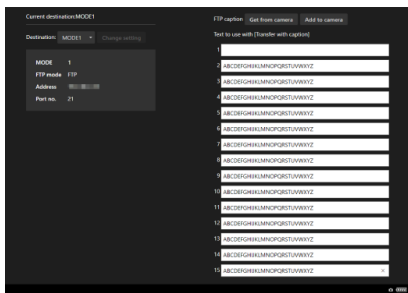 Current destination:MODE1
Destination: MODE1 Change setting
MODE 1
FTP mode FTP
Address
Port no. 21
FTP caption Get from camera Add to camera
Text to use with [Transfer with caption]
1
2 ABCDEFGHIJKLMNOPQRSTUVWXYZ
3 ABCDEFGHIJKLMNOPQRSTUVWXYZ
4 ABCDEFGHIJKLMNOPQRSTUVWXYZ
5 ABCDEFGHIJKLMNOPQRSTUVWXYZ
6 ABCDEFGHIJKLMNOPQRSTUVWXYZ
7 ABCDEFGHIJKLMNOPQRSTUVWXYZ
8 ABCDEFGHIJKLMNOPQRSTUVWXYZ
9 ABCDEFGHIJKLMNOPQRSTUVWXYZ
10 ABCDEFGHIJKLMNOPQRSTUVWXYZ
11 ABCDEFGHIJKLMNOPQRSTUVWXYZ
12 ABCDEFGHIJKLMNOPQRSTUVWXYZ
13 ABCDEFGHIJKLMNOPQRSTUVWXYZ
14 ABCDEFGHIJKLMNOPQRSTUVWXYZ
15 ABCDEFGHIJKLMNOPQRSTUVWXYZ ×